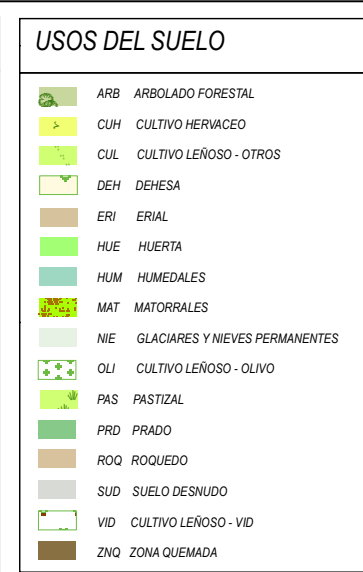 USOS DEL SUELO
ARB ARBOLADO FORESTAL
CUH CULTIVO HERVACEO
CUL CULTIVO LEÑOSO - OTROS
DEH DEHESA
ERI ERIAL
HUE HUERTA
HUM HUMEDALES
MAT MATORRALES
NIE GLACIARES Y NIEVES PERMANENTES
OLI CULTIVO LEÑOSO - OLIVO
PAS PASTIZAL
PRD PRADO
ROQ ROQUEDO
SUD SUELO DESNUDO
VID CULTIVO LEÑOSO - VID
ZNQ ZONA QUEMADA